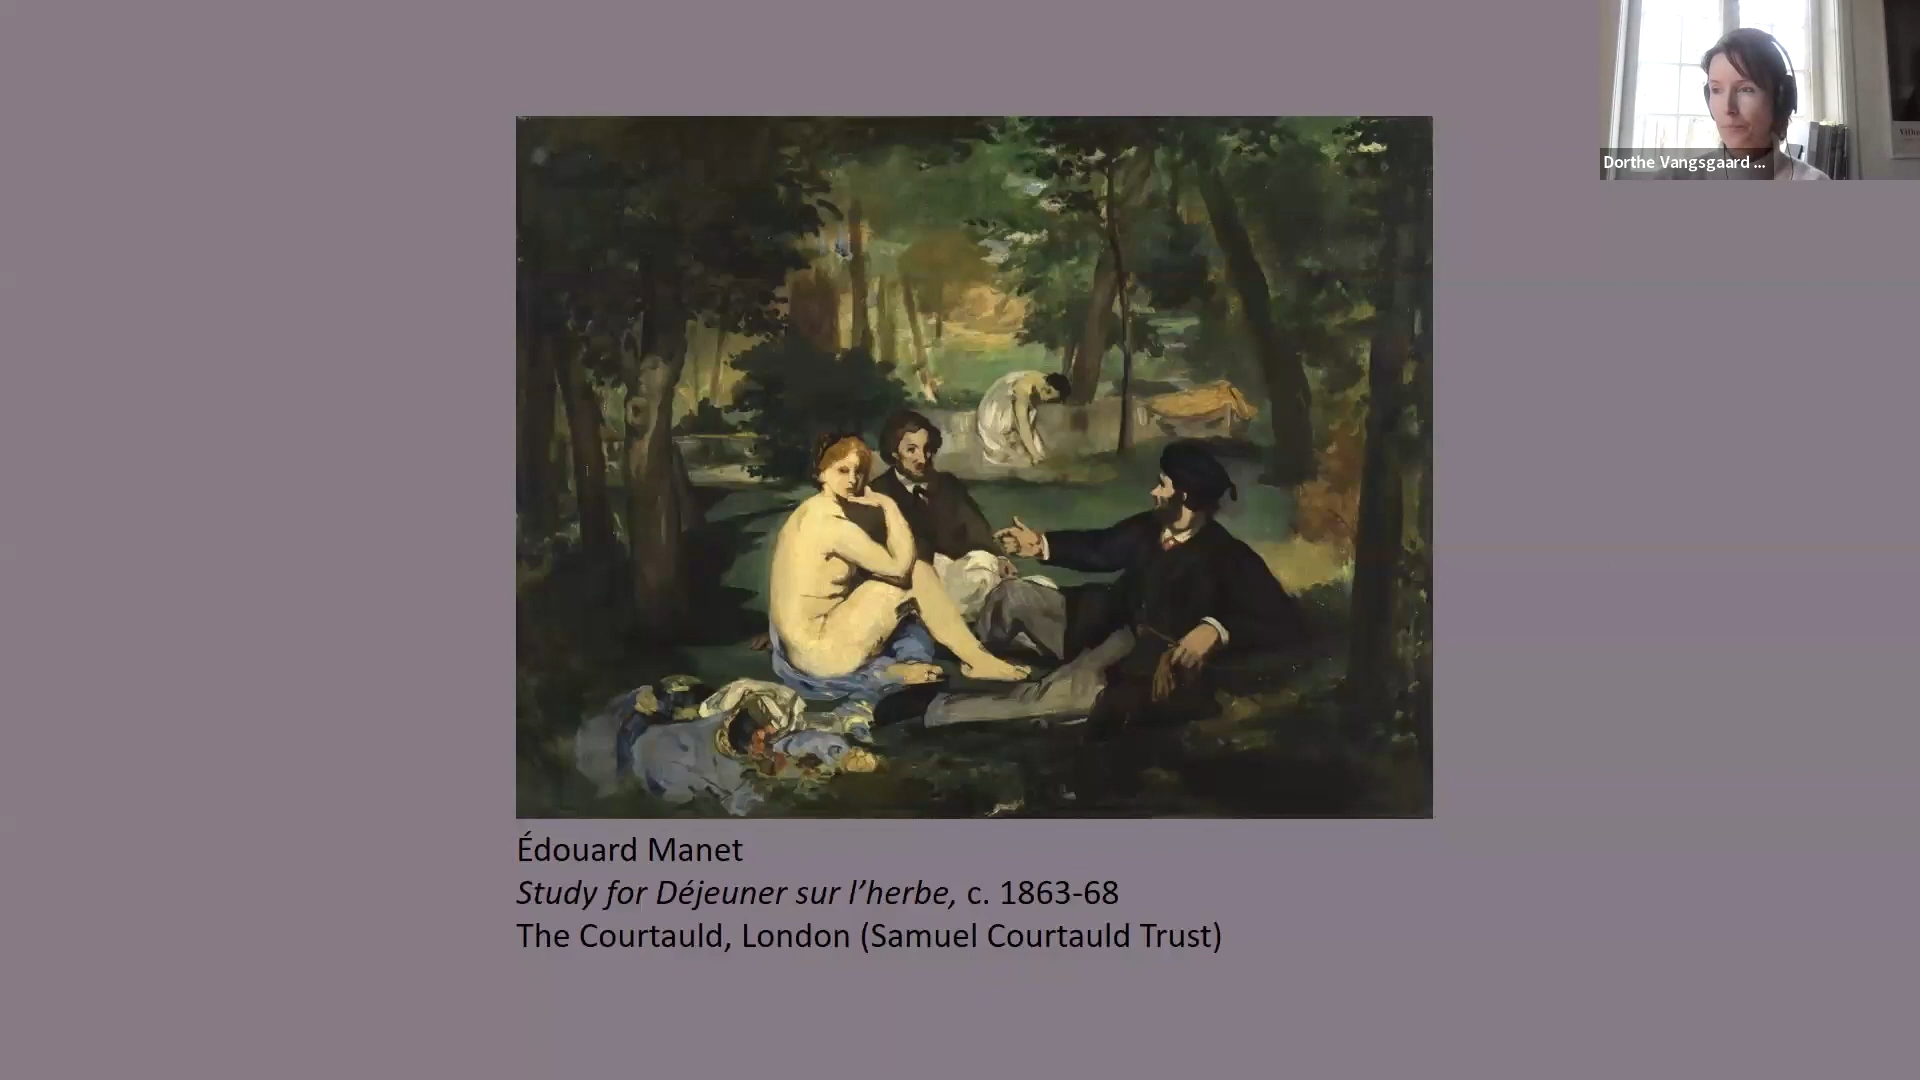 Dorthe Vangsgaard ...
Édouard Manet
Study for Déjeuner sur l’herbe, c. 1863-68
The Courtauld, London (Samuel Courtauld Trust)